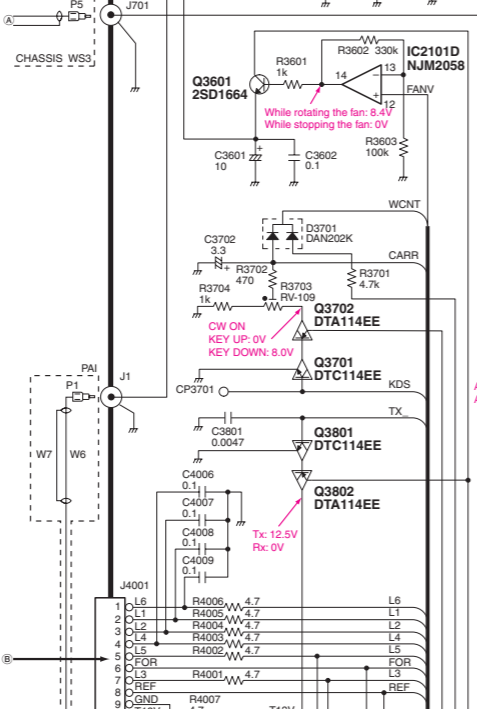 P5
J701
A
CHASSIS WS3
R3602 330k
IC2101D
NJM2058
R3601
1k
Q3601
2SD1664
14
13
12
FANV
While rotating the fan: 8.4V
While stopping the fan: 0V
R3603
100k
C3601
10
+
C3602
0.1
WCNT
D3701
DAN202K
C3702
3.3
+
CARR
R3702
470
R3701
4.7k
R3704
1k
R3703
RV-109
Q3702
DTA114EE
CW ON
KEY UP: 0V
KEY DOWN: 8.0V
Q3701
DTC114EE
PAI
J1
P1
CP3701
KDS
TX_
C3801
0.0047
Q3801
DTC114EE
W7
W6
Q3802
DTA114EE
C4006
0.1
C4007
0.1
C4008
0.1
C4009
0.1
Tx: 12.5V
Rx: 0V
J4001
1 L6 R4006 4.7 L6
2 L1 R4005 4.7 L1
3 L2 R4004 4.7 L2
4 L4 R4003 4.7 L4
5 L5 R4002 4.7 L5
B
6 FOR FOR
7 L3 R4001 4.7 L3
8 REF REF
9 GND R4007